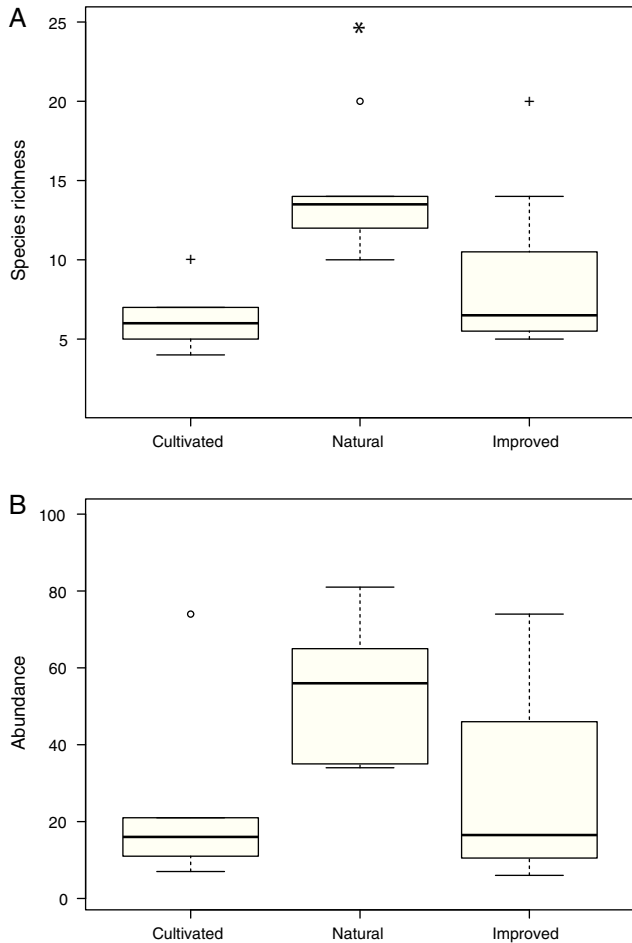 A
Species richness
25
20
15
10
5
*
+
+
Cultivated Natural Improved
B
Abundance
100
80
60
40
20
0
Cultivated Natural Improved